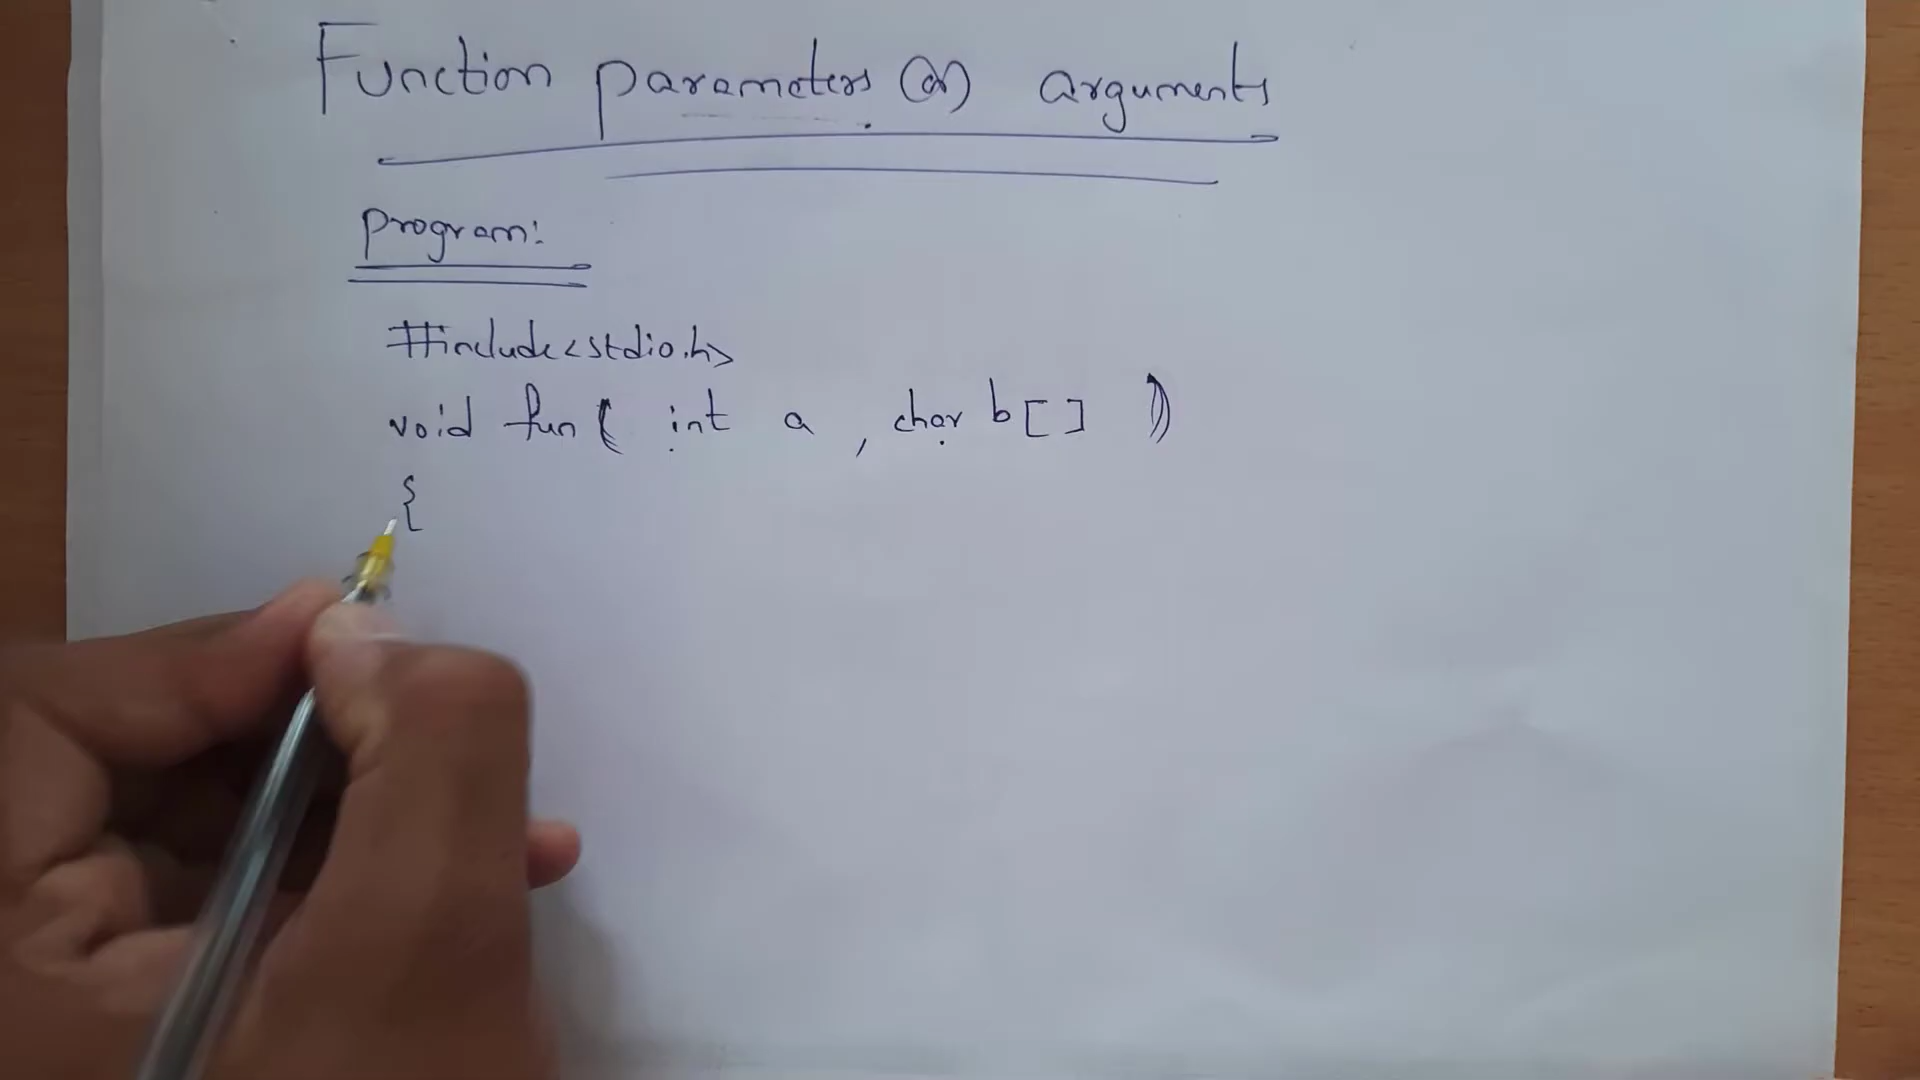 Function parameters (or) arguments
Program:
#include<stdio.h>
void fun( int a , char b[] )
{